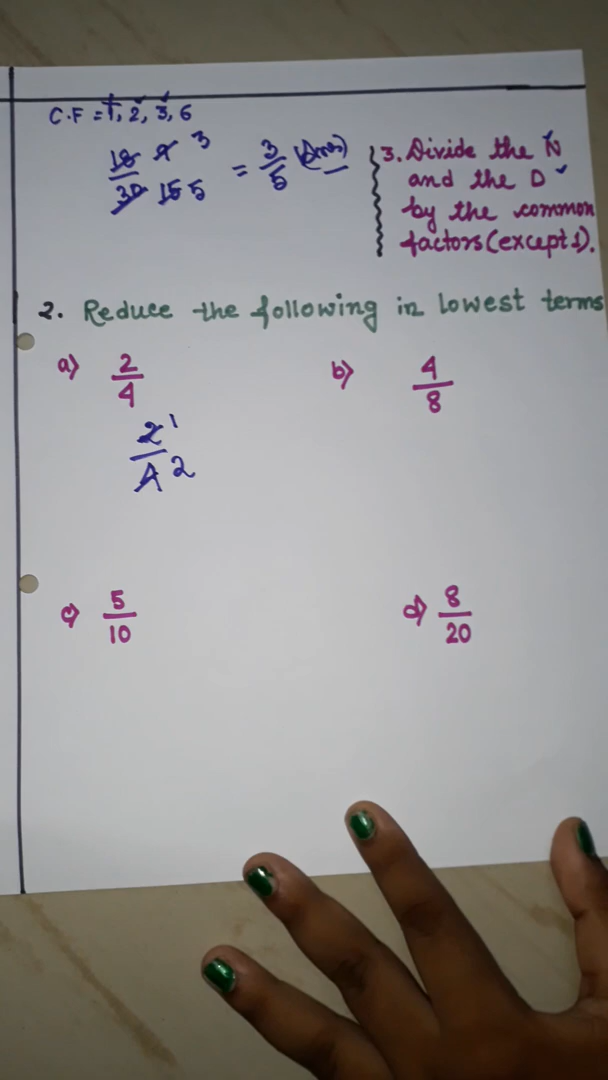 C.F = 1, 2, 3, 6
18 9 3
30 15 5
= 3/5 (Ans)
3. Divide the N
and the D
by the common
factors (except 1).
2. Reduce the following in lowest terms
a) 2/4
b) 4/8
2 1
4 2
c) 5/10
d) 8/20